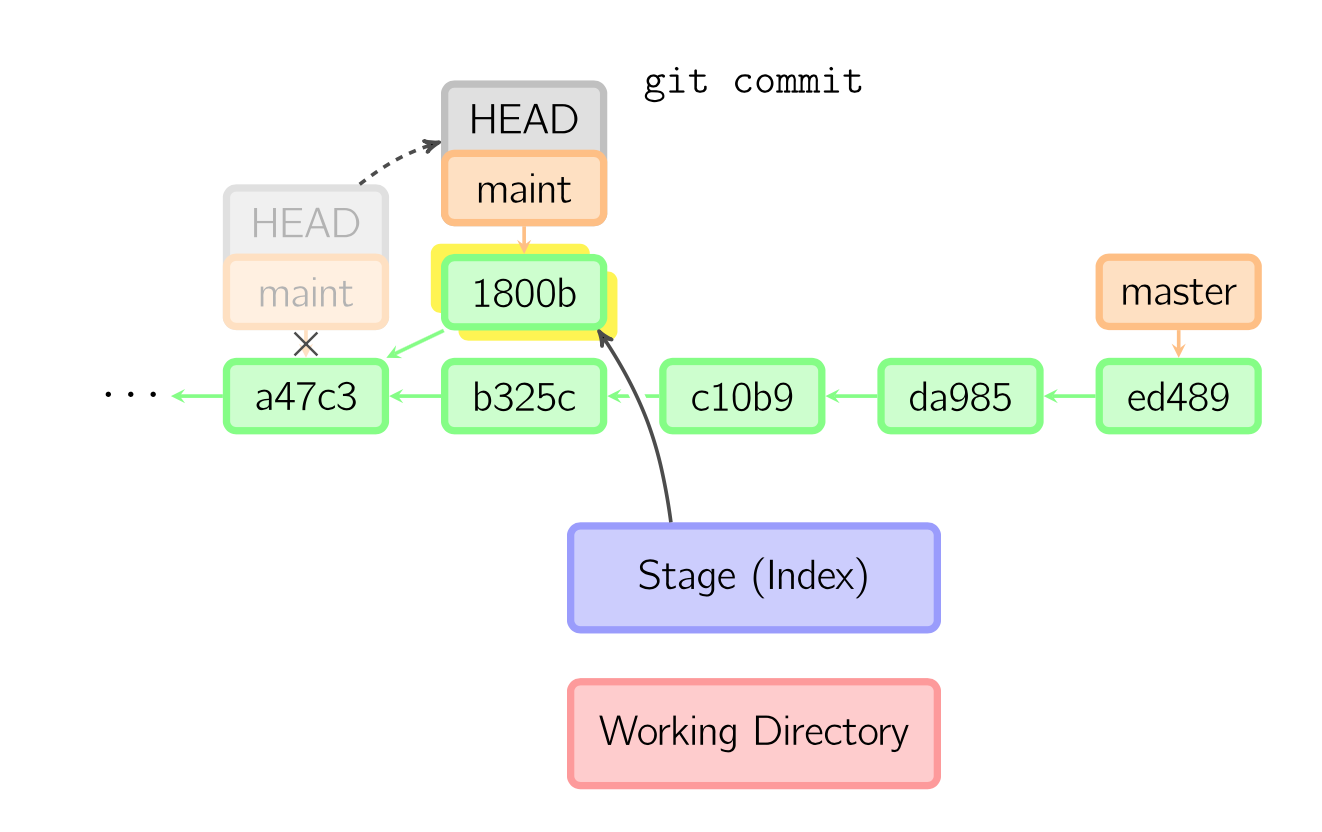 git commit
HEAD
maint
HEAD
maint
1800b
master
... a47c3 b325c c10b9 da985 ed489
Stage (Index)
Working Directory